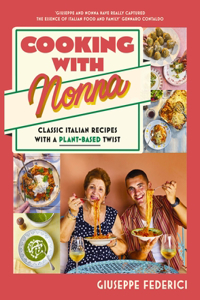 'GIUSEPPE AND NONNA HAVE REALLY CAPTURED
THE ESSENCE OF ITALIAN FOOD AND FAMILY' GENNARO CONTALDO
COOKING
WITH
Nonna
CLASSIC ITALIAN RECIPES
WITH A PLANT-BASED TWIST
GIUSEPPE FEDERICI